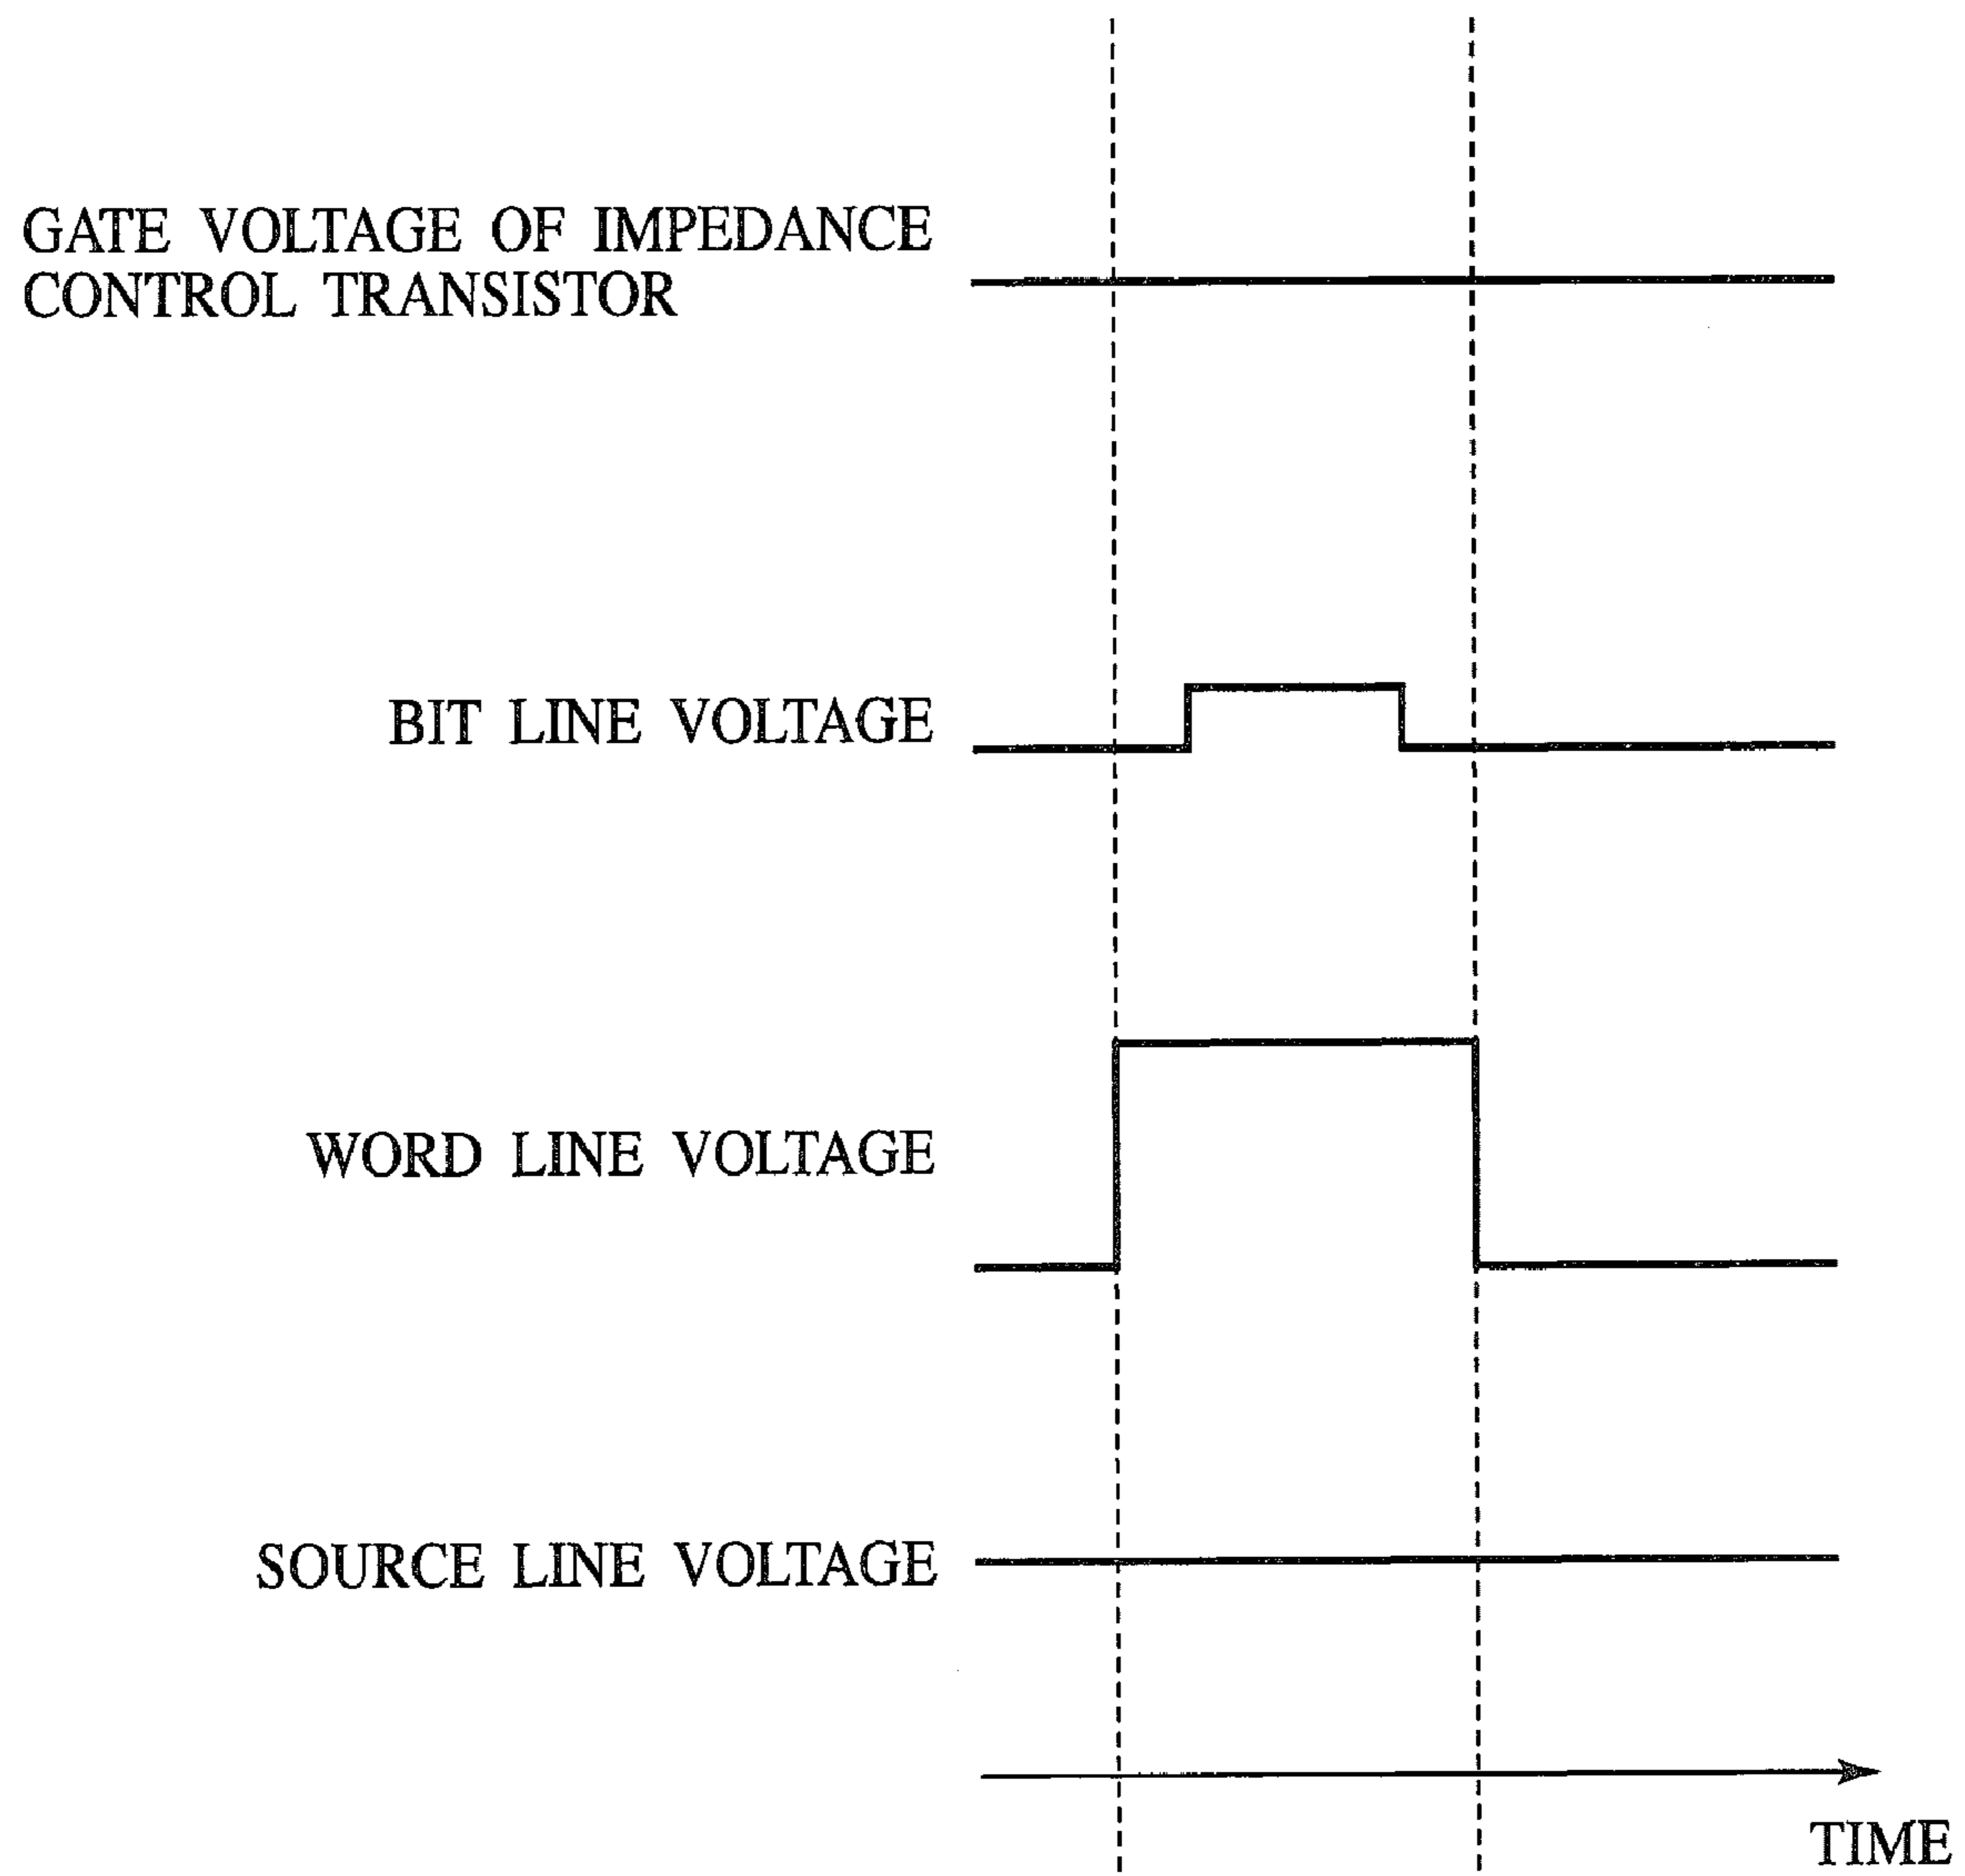 GATE VOLTAGE OF IMPEDANCE
CONTROL TRANSISTOR
BIT LINE VOLTAGE
WORD LINE VOLTAGE
SOURCE LINE VOLTAGE
TIME